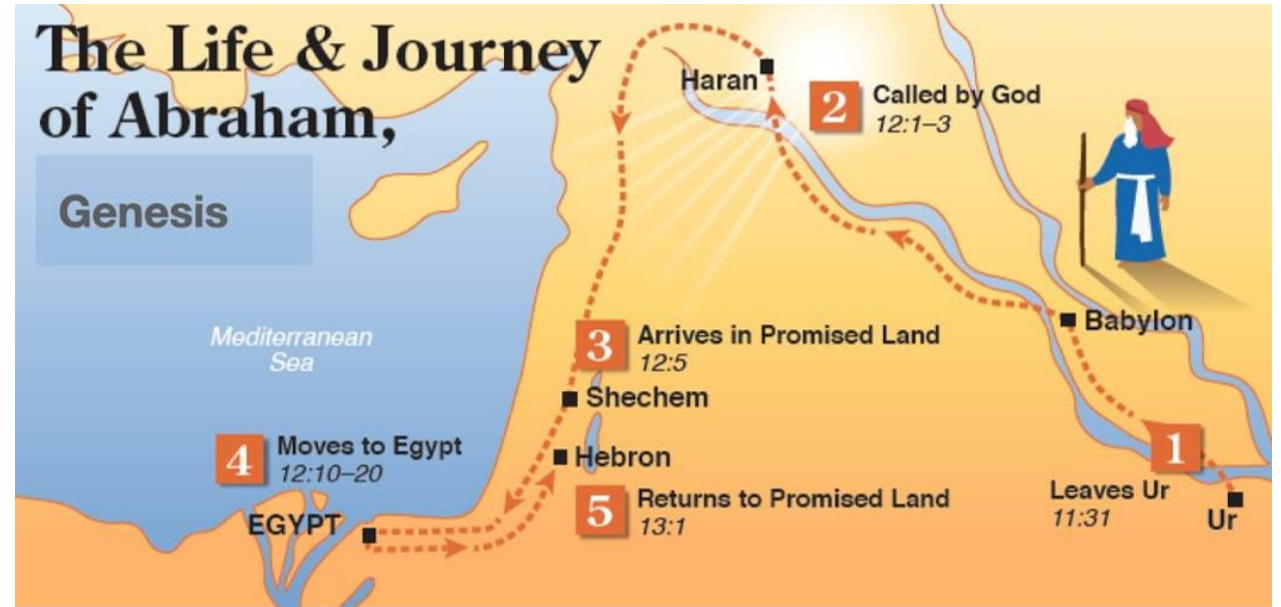 The Life & Journey
of Abraham,
Genesis
Haran
2
Called by God
12:1–3
Mediterranean
Sea
3
Arrives in Promised Land
12:5
Babylon
Shechem
4
Moves to Egypt
12:10–20
Hebron
1
5
Returns to Promised Land
13:1
Leaves Ur
11:31
Ur
EGYPT